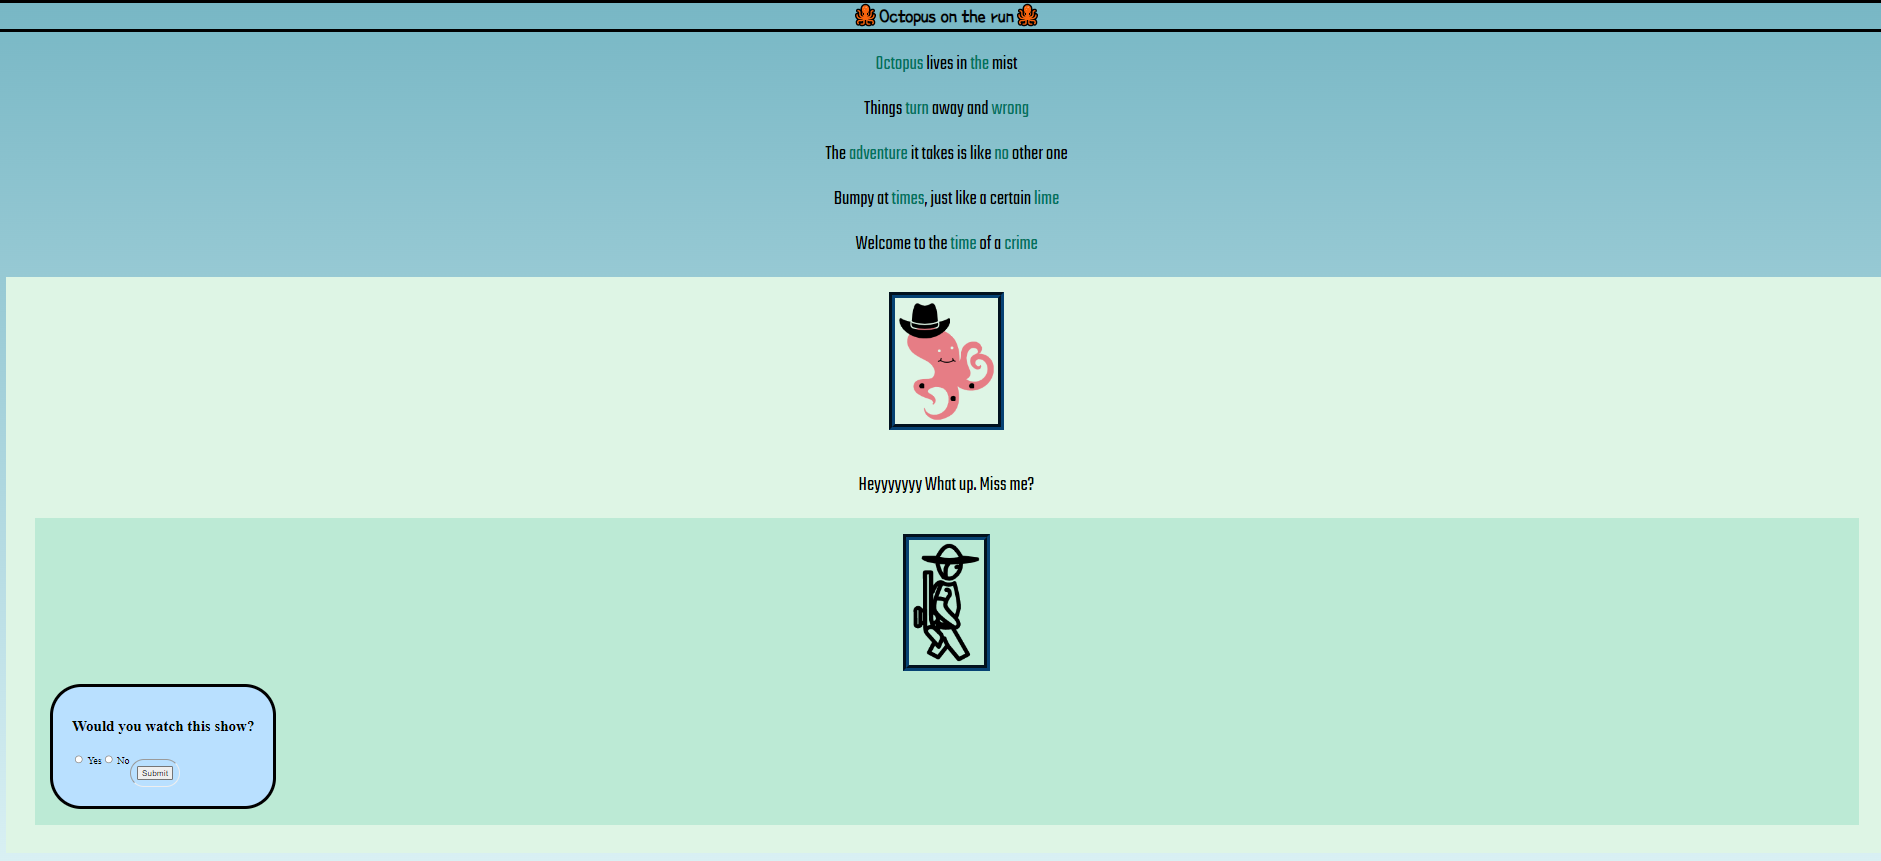 Octopus on the run
Octopus lives in the mist
Things turn away and wrong
The adventure it takes is like no other one
Bumpy at times, just like a certain lime
Welcome to the time of a crime
Heyyyyyyy What up. Miss me?
Would you watch this show?
Yes No
Submit